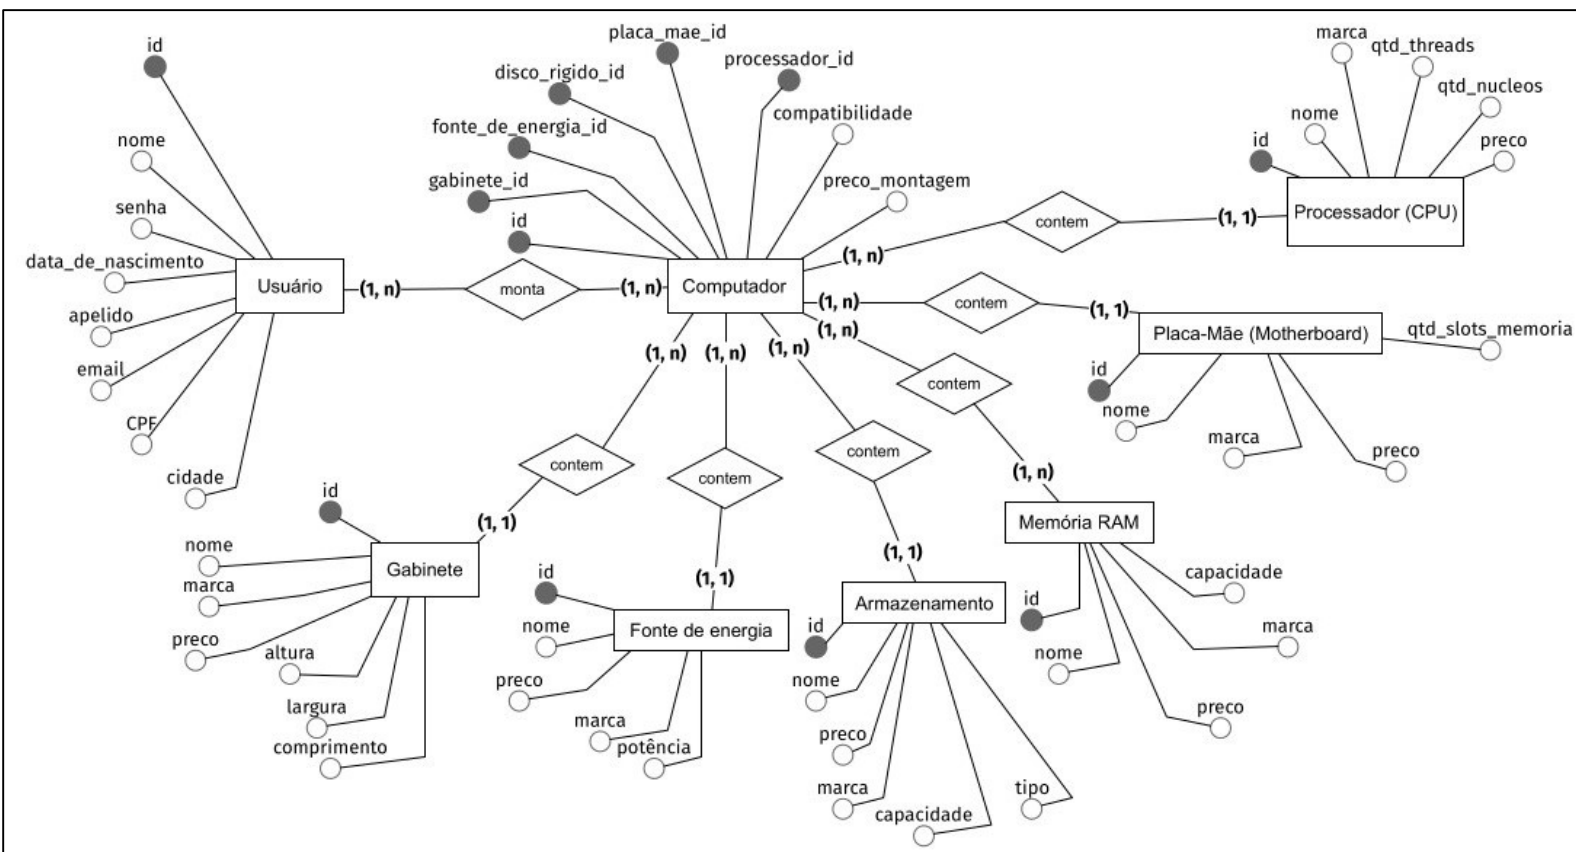 id
nome
senha
data_de_nascimento
apelido
email
CPF
cidade
Usuário
(1, n)
monta
(1, n)
placa_mae_id
disco_rigido_id
processador_id
fonte_de_energia_id
compatibilidade
gabinete_id
preco_montagem
id
Computador
(1, n)
contem
(1, 1)
marca
qtd_threads
qtd_nucleos
nome
preco
id
Processador (CPU)
(1, n)
contem
(1, 1)
Placa-Mãe (Motherboard)
qtd_slots_memoria
id
nome
marca
preco
(1, n)
contem
(1, n)
Memória RAM
id
nome
capacidade
marca
preco
(1, n)
contem
(1, 1)
Armazenamento
id
nome
preco
marca
capacidade
tipo
(1, n)
contem
(1, 1)
Fonte de energia
id
nome
preco
marca
potência
(1, n)
contem
(1, 1)
Gabinete
id
nome
marca
preco
altura
largura
comprimento